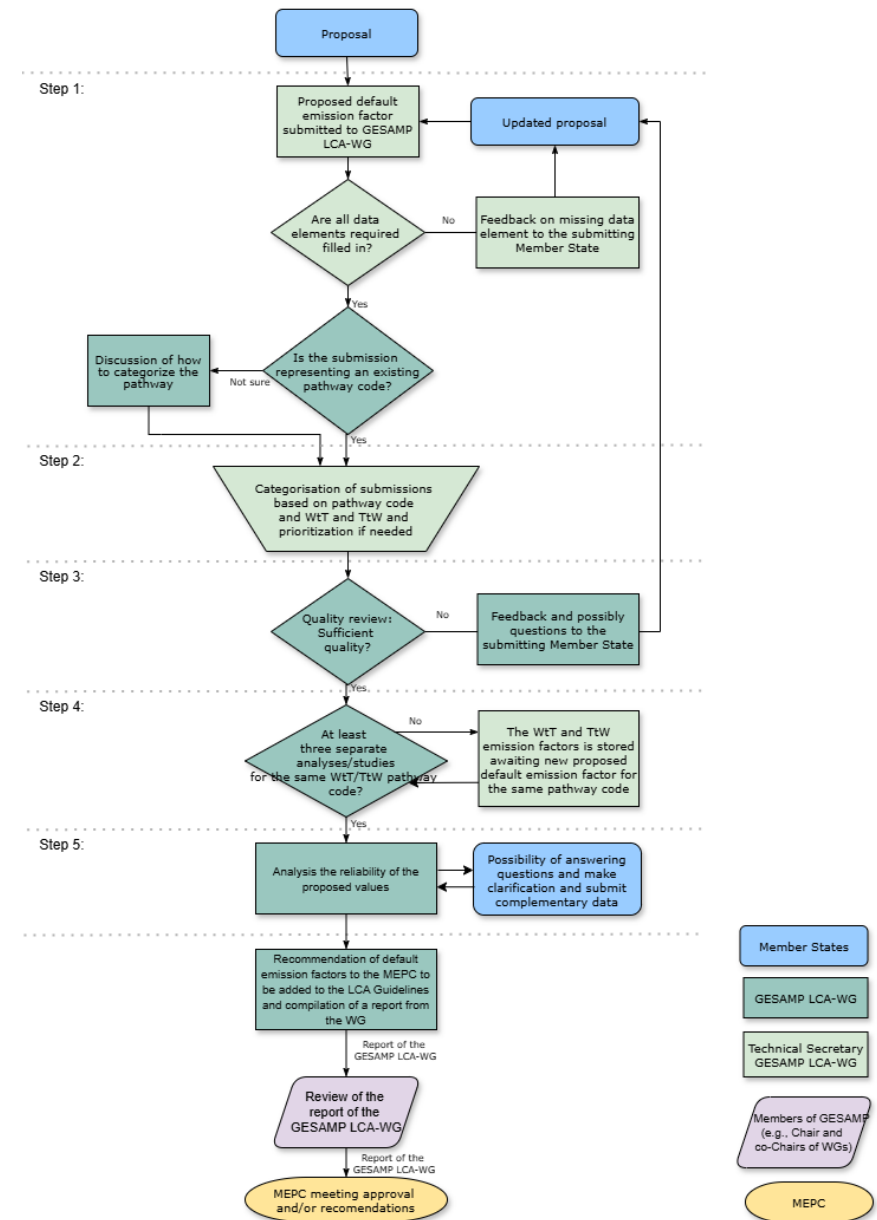 Proposal
Step 1:
Proposed default
emission factor
submitted to GESAMP
LCA-WG
Updated proposal
Are all data
elements required
filled in?
No
Feedback on missing data
element to the submitting
Member State
Yes
Is the submission
representing an existing
pathway code?
Not sure
Discussion of how
to categorize the
pathway
Yes
Step 2:
Categorisation of submissions
based on pathway code
and WtT and TtW and
prioritization if needed
Step 3:
Quality review:
Sufficient
quality?
No
Feedback and possibly
questions to the
submitting Member State
Yes
Step 4:
At least
three separate
analyses/studies
for the same WtT/TtW pathway
code?
No
The WtT and TtW
emission factors is stored
awaiting new proposed
default emission factor for
the same pathway code
Yes
Step 5:
Analysis the reliability of the
proposed values
Possibility of answering
questions and make
clarification and submit
complementary data
Recommendation of default
emission factors to the MEPC to
be added to the LCA Guidelines
and compilation of a report from
the WG
Report of the
GESAMP LCA-WG
Review of the
report of the
GESAMP LCA-WG
Report of the
GESAMP LCA-WG
MEPC meeting approval
and/or recomendations
Member States
GESAMP LCA-WG
Technical Secretary
GESAMP LCA-WG
Members of GESAMP
(e.g., Chair and
co-Chairs of WGs)
MEPC